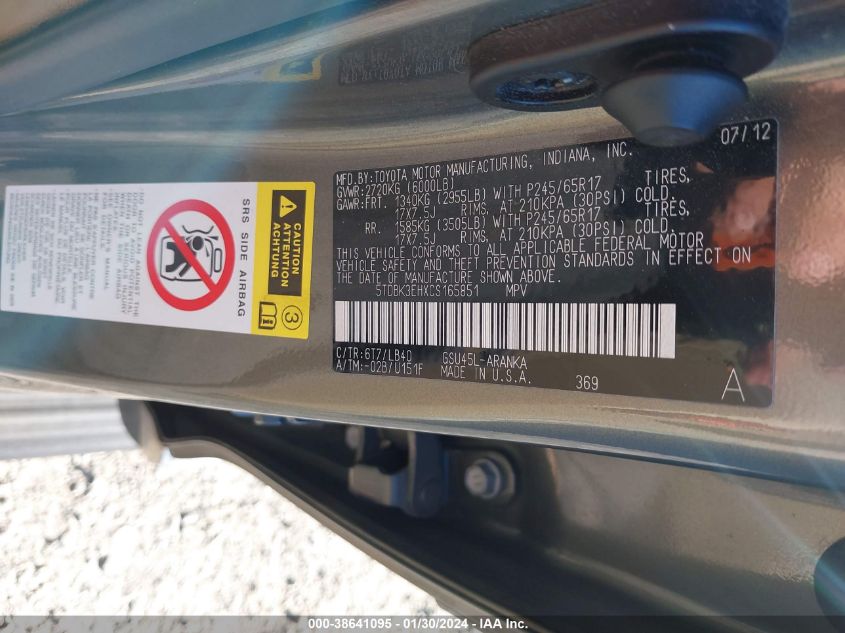 07/12
MFD.BY:TOYOTA MOTOR MANUFACTURING, INDIANA, INC.
GVWR:2720KG (6000LB)
GAWR:FRT. 1340KG (2955LB) WITH P245/65R17 TIRES,
17X7.5J RIMS, AT 210KPA (30PSI) COLD.
RR. 1585KG (3505LB) WITH P245/65R17 TIRES,
17X7.5J RIMS, AT 210KPA (30PSI) COLD.
THIS VEHICLE CONFORMS TO ALL APPLICABLE FEDERAL MOTOR
VEHICLE SAFETY AND THEFT PREVENTION STANDARDS IN EFFECT ON
THE DATE OF MANUFACTURE SHOWN ABOVE.
5TDBK3EHXCS165851 MPV
C/TR:6T7/LB40 GSU45L-ARANKA
A/TM:-02B/U151F MADE IN U.S.A.
369
A
SRS SIDE AIRBAG
CAUTION
ATTENTION
ACHTUNG
3
000-38641095 - 01/30/2024 - IAA Inc.